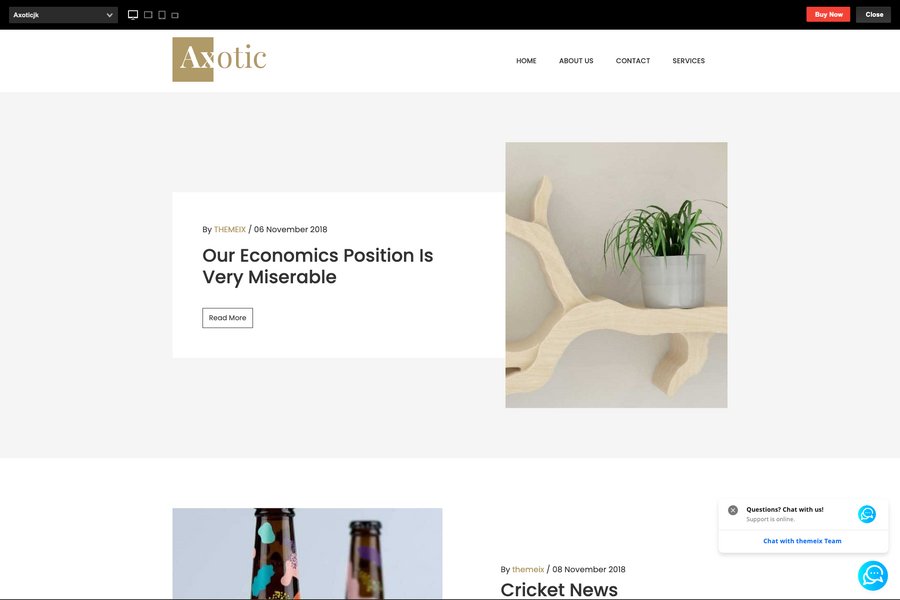 Axoticjk
Buy Now
Close
Axotic
HOME
ABOUT US
CONTACT
SERVICES
By THEMEIX / 06 November 2018
Our Economics Position Is
Very Miserable
Read More
Questions? Chat with us!
Support is online.
Chat with themeix Team
By themeix / 08 November 2018
Cricket News